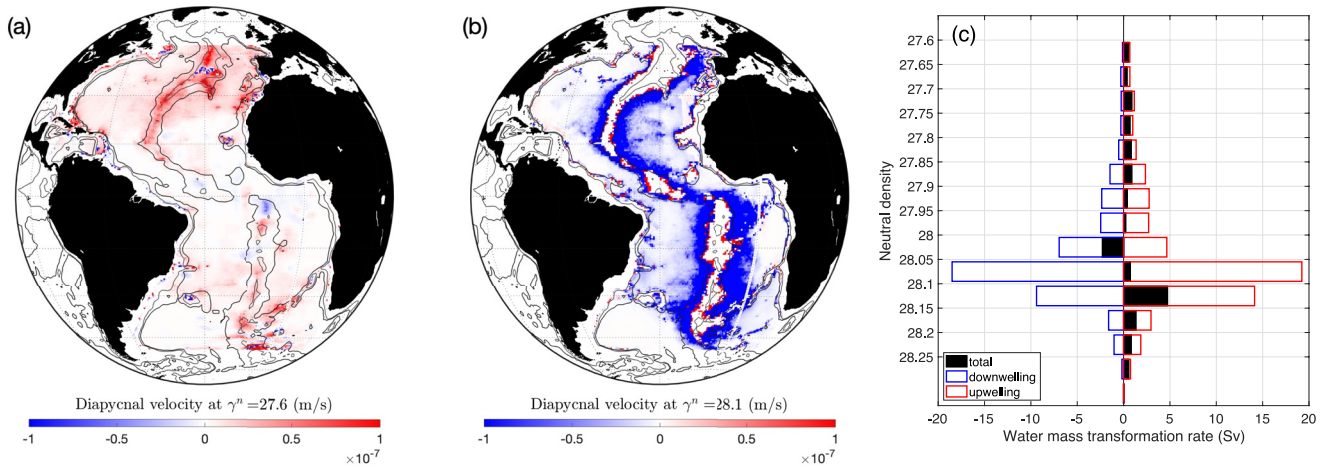 (a)
Diapycnal velocity at γⁿ =27.6 (m/s)
-1 -0.5 0 0.5 1
×10⁻⁷
(b)
Diapycnal velocity at γⁿ =28.1 (m/s)
-1 -0.5 0 0.5 1
×10⁻⁷
(c)
Neutral density
27.6
27.65
27.7
27.75
27.8
27.85
27.9
27.95
28
28.05
28.1
28.15
28.2
28.25
total
downwelling
upwelling
-20 -15 -10 -5 0 5 10 15 20
Water mass transformation rate (Sv)